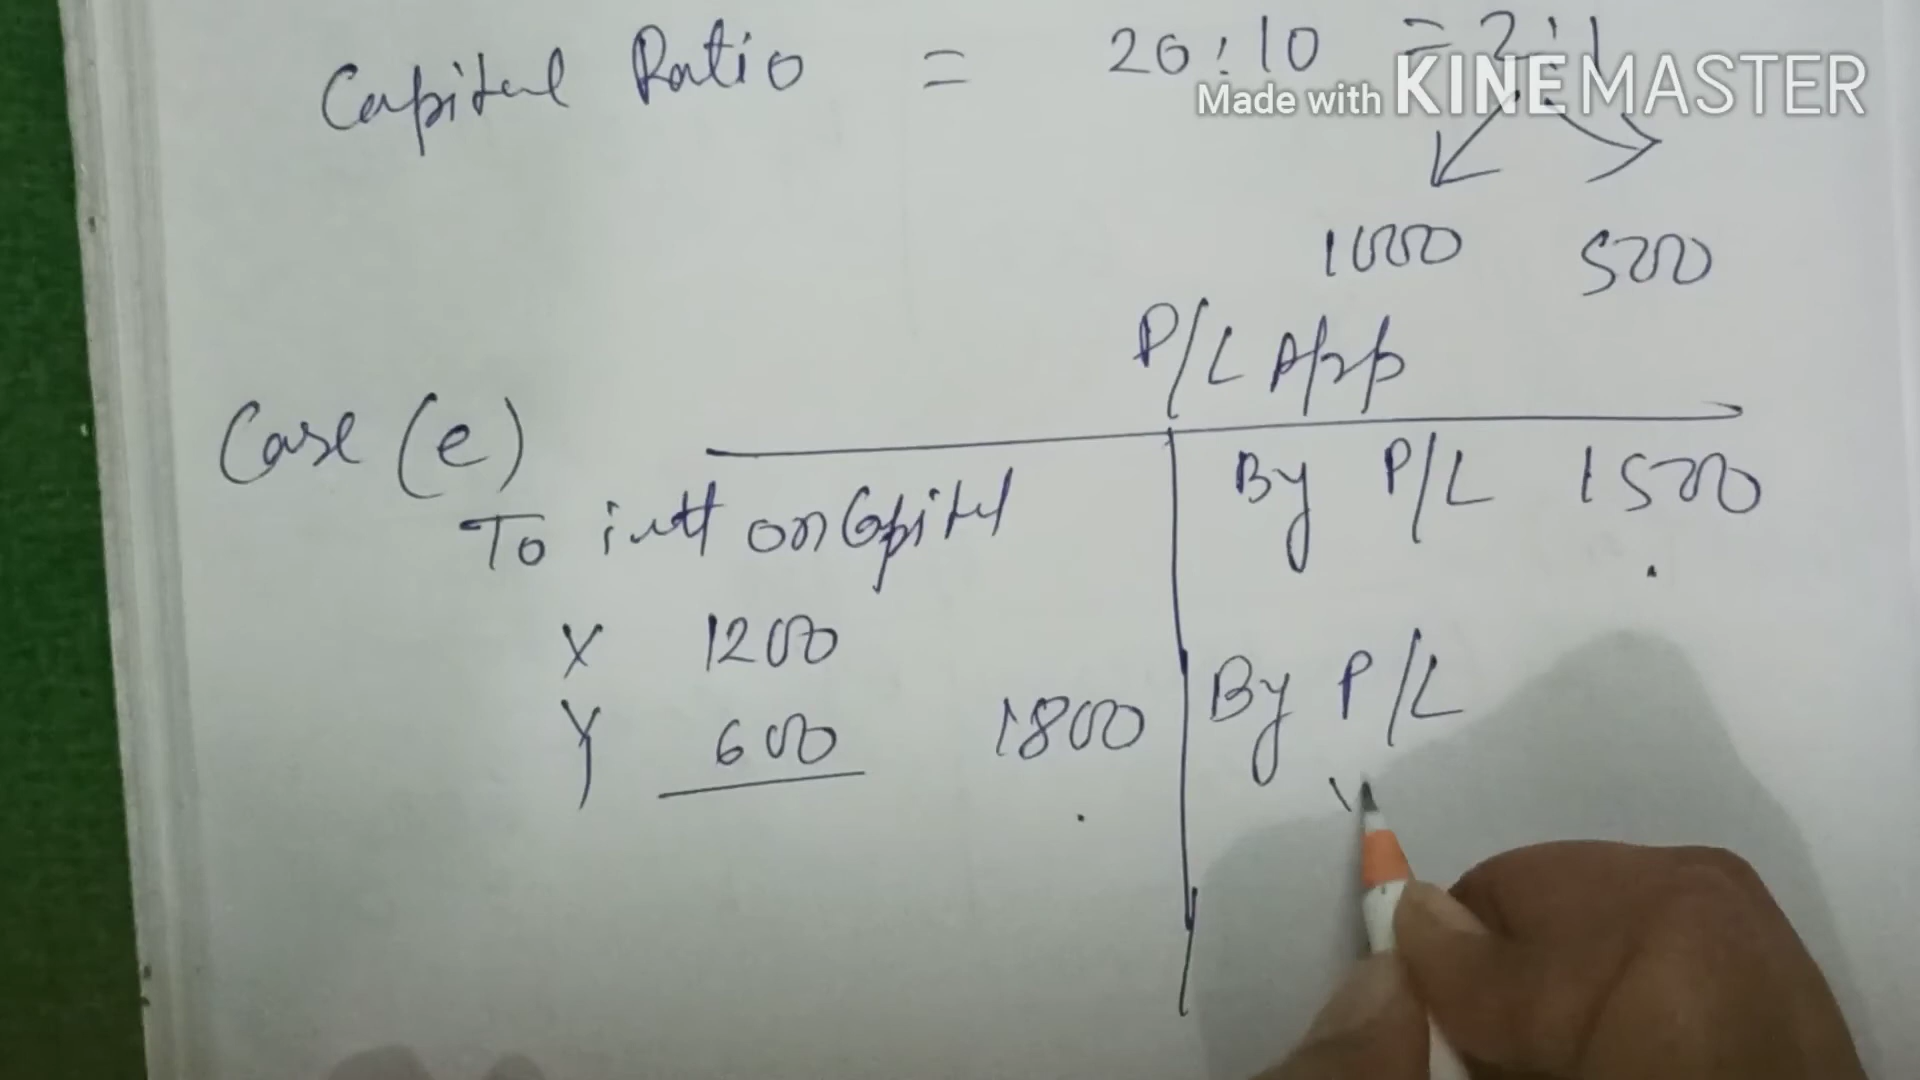 Capital Ratio = 20:10 = 2:1
Made with KINEMASTER
1000 500
P/L App
Case (e)
To intt on Capital
By P/L 1500
X 1200
Y 600 1800
By P/L